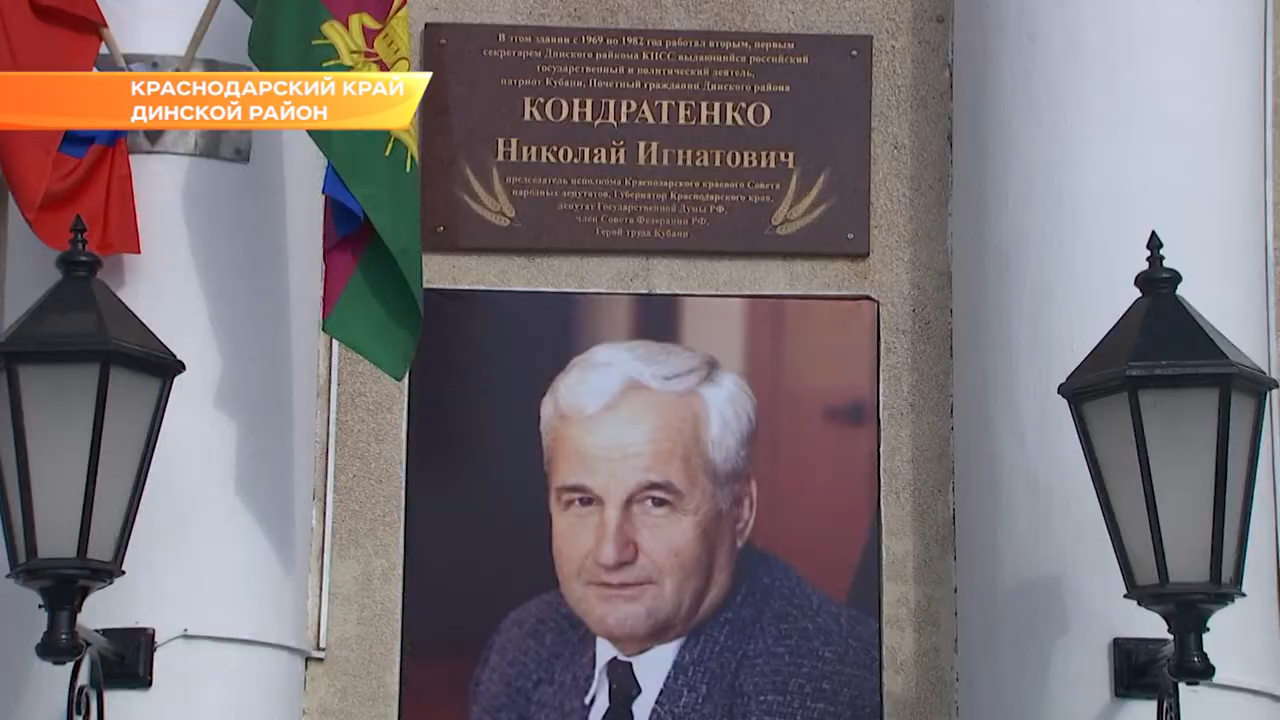 КРАСНОДАРСКИЙ КРАЙ
ДИНСКОЙ РАЙОН
В этом здании с 1969 по 1982 год работал вторым, первым
секретарем Динского райкома КПСС выдающийся российский
государственный и политический деятель,
патриот Кубани, Почетный гражданин Динского района
КОНДРАТЕНКО
Николай Игнатович
председатель исполкома Краснодарского краевого Совета
народных депутатов, Губернатор Краснодарского края,
депутат Государственной Думы РФ,
член Совета Федерации РФ,
Герой труда Кубани